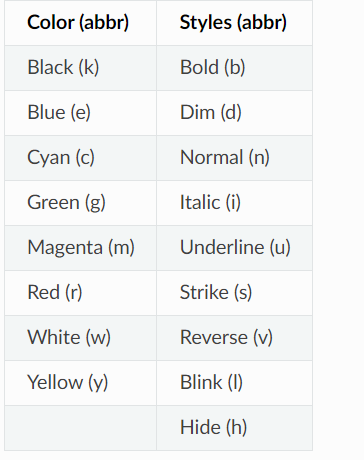 Color (abbr) Styles (abbr)
Black (k) Bold (b)
Blue (e) Dim (d)
Cyan (c) Normal (n)
Green (g) Italic (i)
Magenta (m) Underline (u)
Red (r) Strike (s)
White (w) Reverse (v)
Yellow (y) Blink (l)
Hide (h)